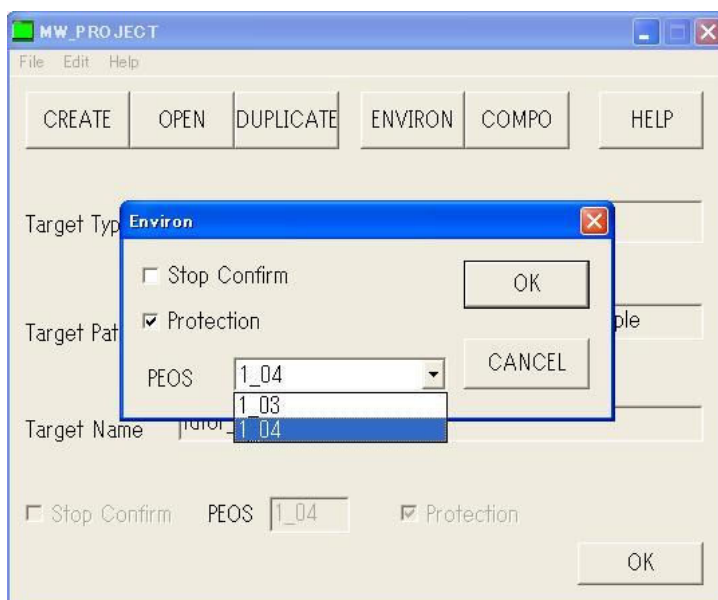 MW_PROJECT
File Edit Help
CREATE OPEN DUPLICATE ENVIRON COMPO HELP
Target Typ
Environ
Stop Confirm
OK
Protection
Target Pat
ple
PEOS 1_04
CANCEL
1_03
1_04
Target Name
Stop Confirm PEOS 1_04 Protection
OK